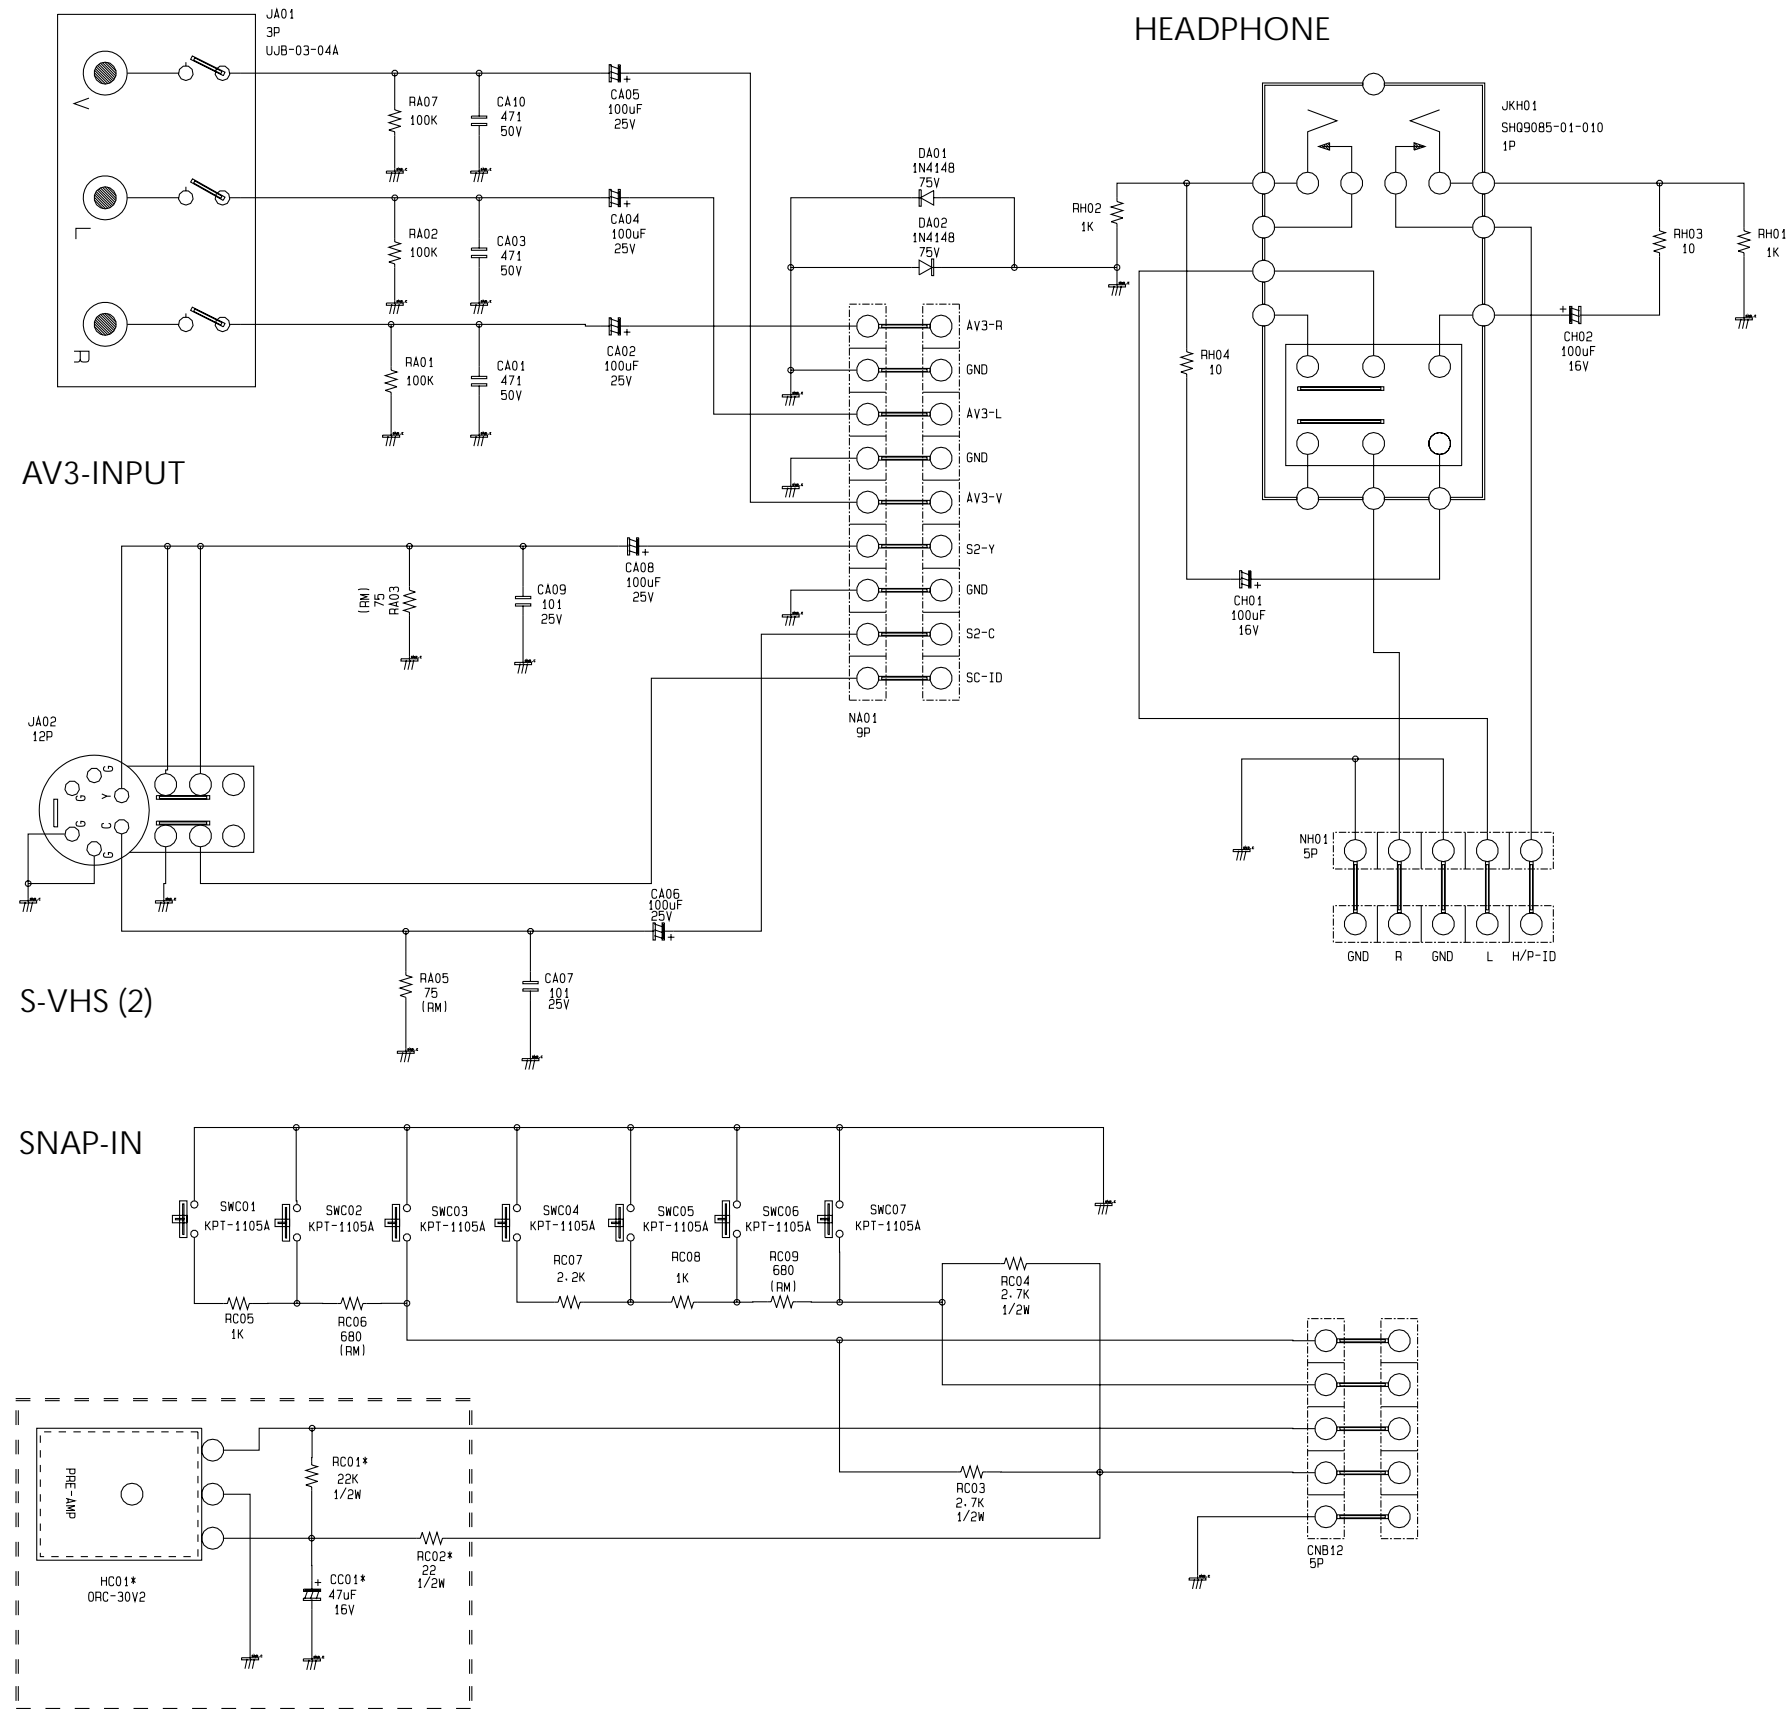 JA01
3P
UJB-03-04A
V
L
R
RA07
100K
CA10
471
50V
CA05
100uF
25V
RA02
100K
CA03
471
50V
CA04
100uF
25V
RA01
100K
CA01
471
50V
CA02
100uF
25V
AV3-INPUT
DA01
1N4148
75V
DA02
1N4148
75V
AV3-R
GND
AV3-L
GND
AV3-V
S2-Y
GND
S2-C
SC-ID
NA01
9P
HEADPHONE
JKH01
SHQ9085-01-010
1P
RH02
1K
RH04
10
RH03
10
RH01
1K
CH02
100uF
16V
CH01
100uF
16V
NH01
5P
GND R GND L H/P-ID
RA03
75
(RM)
CA09
101
25V
CA08
100uF
25V
JA02
12P
G
G
Y
G
C
G
CA06
100uF
25V
RA05
75
(RM)
CA07
101
25V
S-VHS (2)
SNAP-IN
SWC01
KPT-1105A
SWC02
KPT-1105A
SWC03
KPT-1105A
SWC04
KPT-1105A
SWC05
KPT-1105A
SWC06
KPT-1105A
SWC07
KPT-1105A
RC05
1K
RC06
680
(RM)
RC07
2.2K
RC08
1K
RC09
680
(RM)
RC04
2.7K
1/2W
RC03
2.7K
1/2W
CNB12
5P
PRE-AMP
HC01*
ORC-30V2
RC01*
22K
1/2W
RC02*
22
1/2W
CC01*
47uF
16V